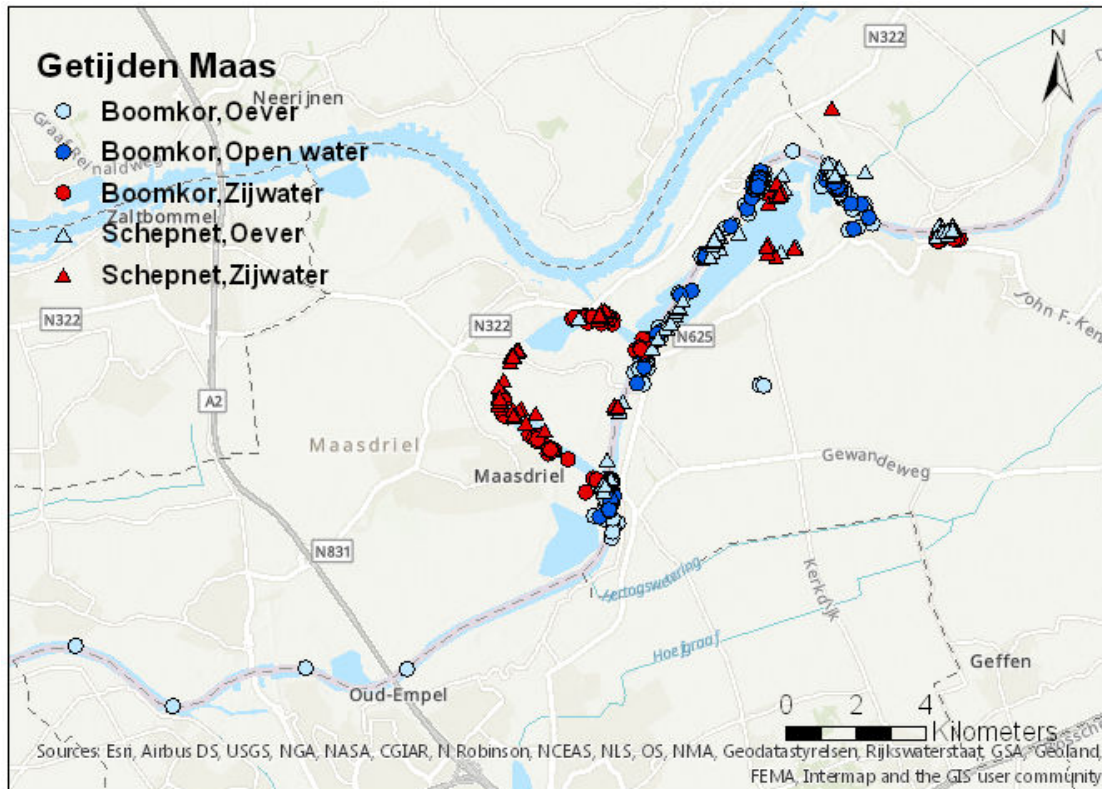 Getijden Maas
Boomkor,Oever
Boomkor,Open water
Boomkor,Zijwater
Schepnet,Oever
Schepnet,Zijwater
N322
N
Neerijnen
Graaf Reinaldweg
Zaltbommel
N322
N322
N625
John F. Ken
A2
Maasdriel
Maasdriel
Gewandeweg
N831
Hertogswetering
Kerkdijk
Hoefgraaf
Geffen
Oud-Empel
0 2 4
Kilometers
Sources: Esri, Airbus DS, USGS, NGA, NASA, CGIAR, N Robinson, NCEAS, NLS, OS, NMA, Geodatastyrelsen, Rijkswaterstaat, GSA, Geoland,
FEMA, Intermap and the GIS user community